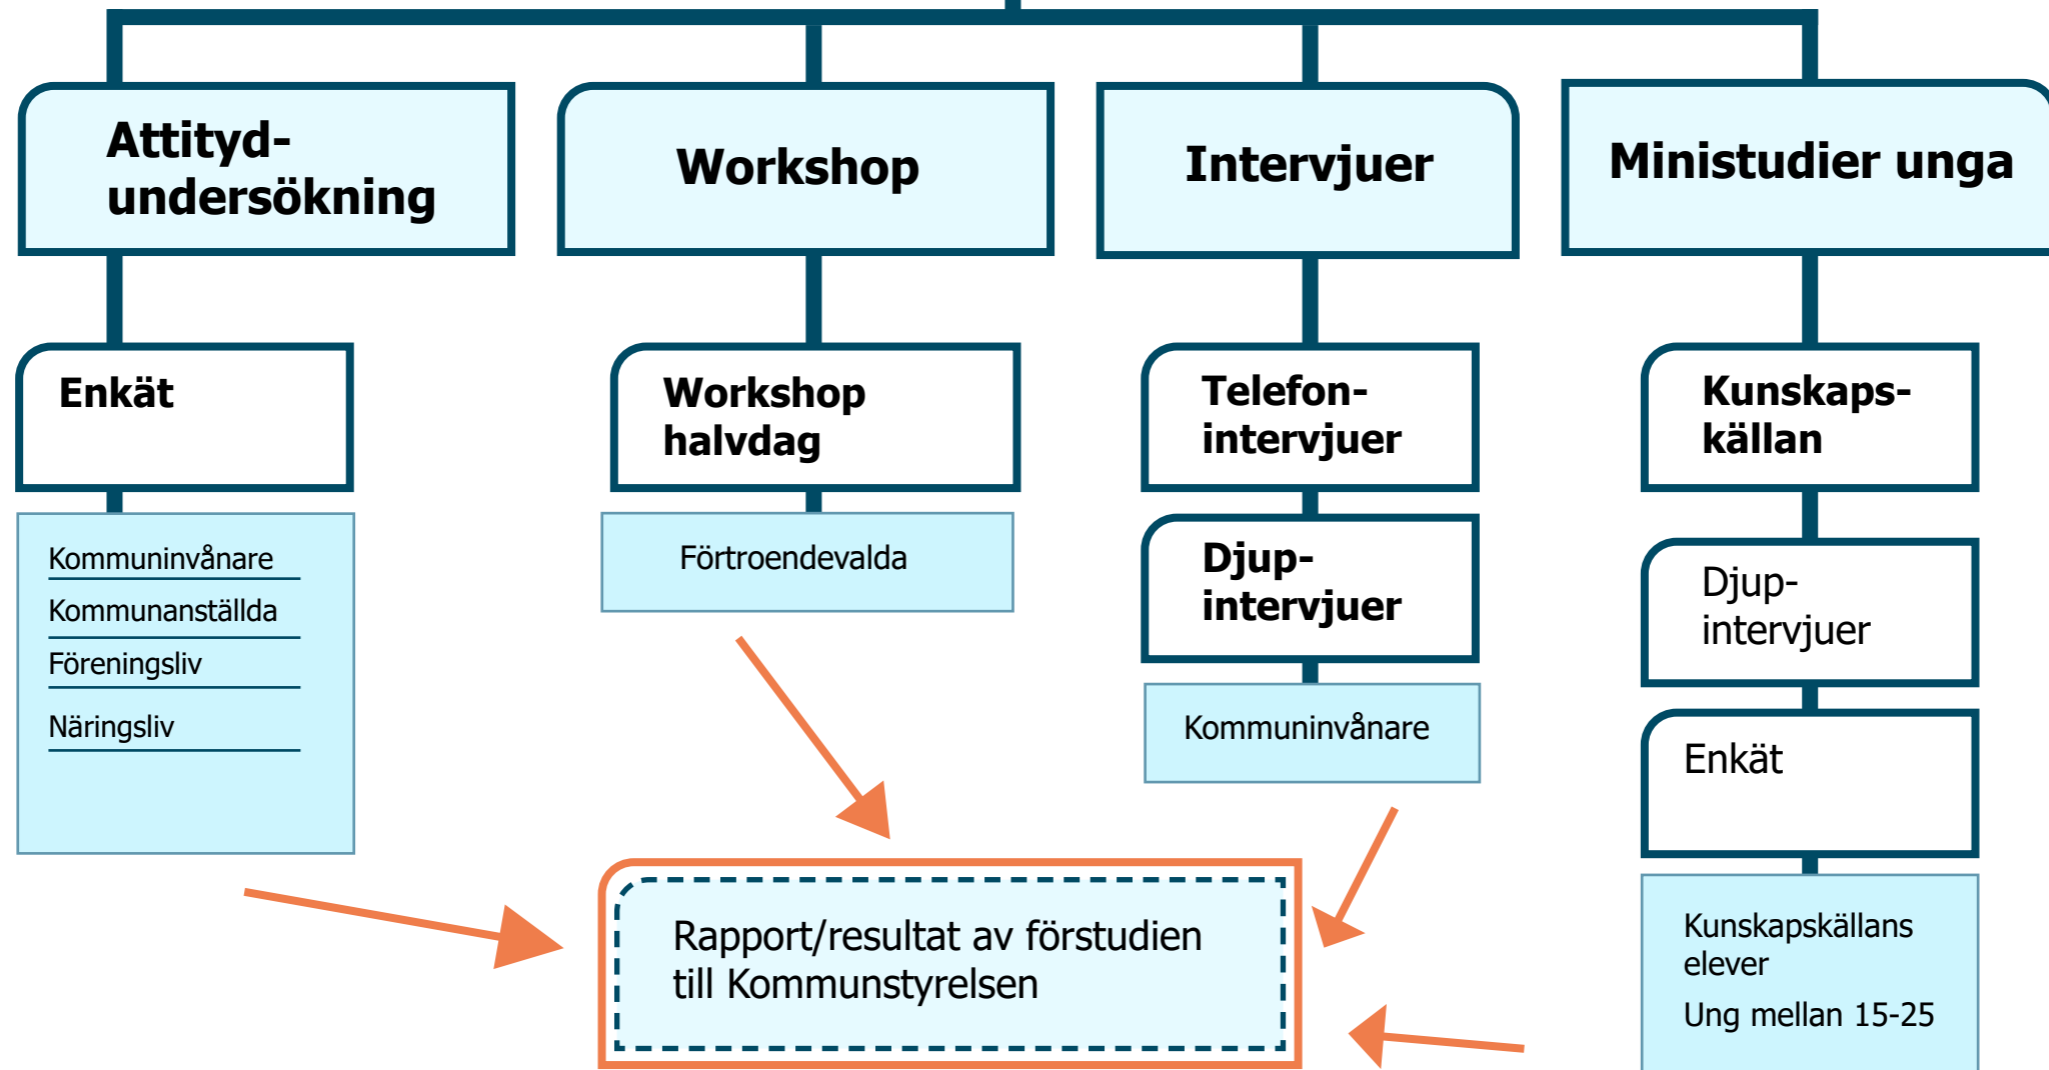 Attityd-
undersökning
Workshop
Intervjuer
Ministudier unga
Enkät
Kommuninvånare
Kommunanställda
Föreningsliv
Näringsliv
Workshop
halvdag
Förtroendevalda
Telefon-
intervjuer
Djup-
intervjuer
Kommuninvånare
Kunskaps-
källan
Djup-
intervjuer
Enkät
Kunskapskällans
elever
Ung mellan 15-25
Rapport/resultat av förstudien
till Kommunstyrelsen